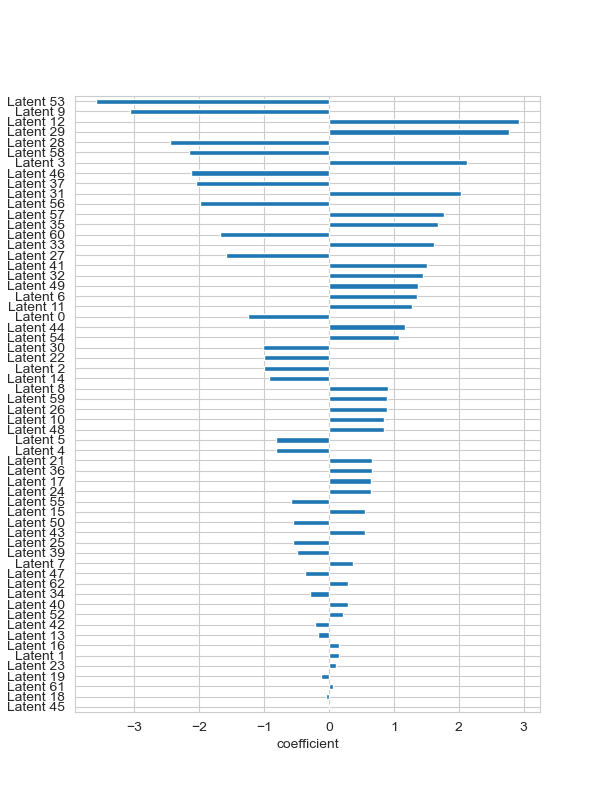 Latent 53
Latent 9
Latent 12
Latent 29
Latent 28
Latent 58
Latent 3
Latent 46
Latent 37
Latent 31
Latent 56
Latent 57
Latent 35
Latent 60
Latent 33
Latent 27
Latent 41
Latent 32
Latent 49
Latent 6
Latent 11
Latent 0
Latent 44
Latent 54
Latent 30
Latent 22
Latent 2
Latent 14
Latent 8
Latent 59
Latent 26
Latent 10
Latent 48
Latent 5
Latent 4
Latent 21
Latent 36
Latent 17
Latent 24
Latent 55
Latent 15
Latent 50
Latent 43
Latent 25
Latent 39
Latent 7
Latent 47
Latent 62
Latent 34
Latent 40
Latent 52
Latent 42
Latent 13
Latent 16
Latent 1
Latent 23
Latent 19
Latent 61
Latent 18
Latent 45
−3 −2 −1 0 1 2 3
coefficient